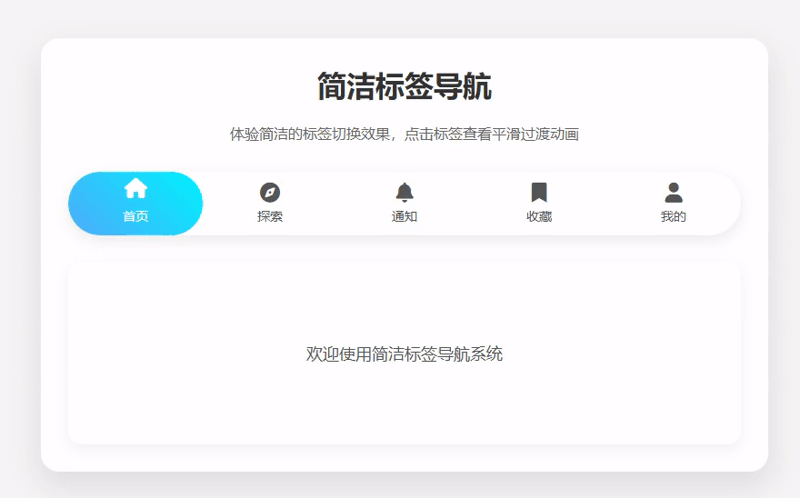 简洁标签导航
体验简洁的标签切换效果，点击标签查看平滑过渡动画
首页
探索
通知
收藏
我的
欢迎使用简洁标签导航系统